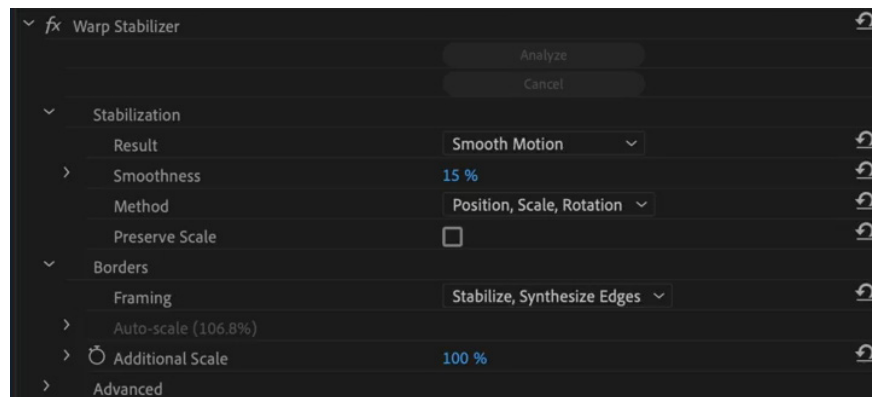 fx Warp Stabilizer
Analyze
Cancel
Stabilization
Result Smooth Motion
Smoothness 15 %
Method Position, Scale, Rotation
Preserve Scale
Borders
Framing Stabilize, Synthesize Edges
Auto-scale (106.8%)
Additional Scale 100 %
Advanced